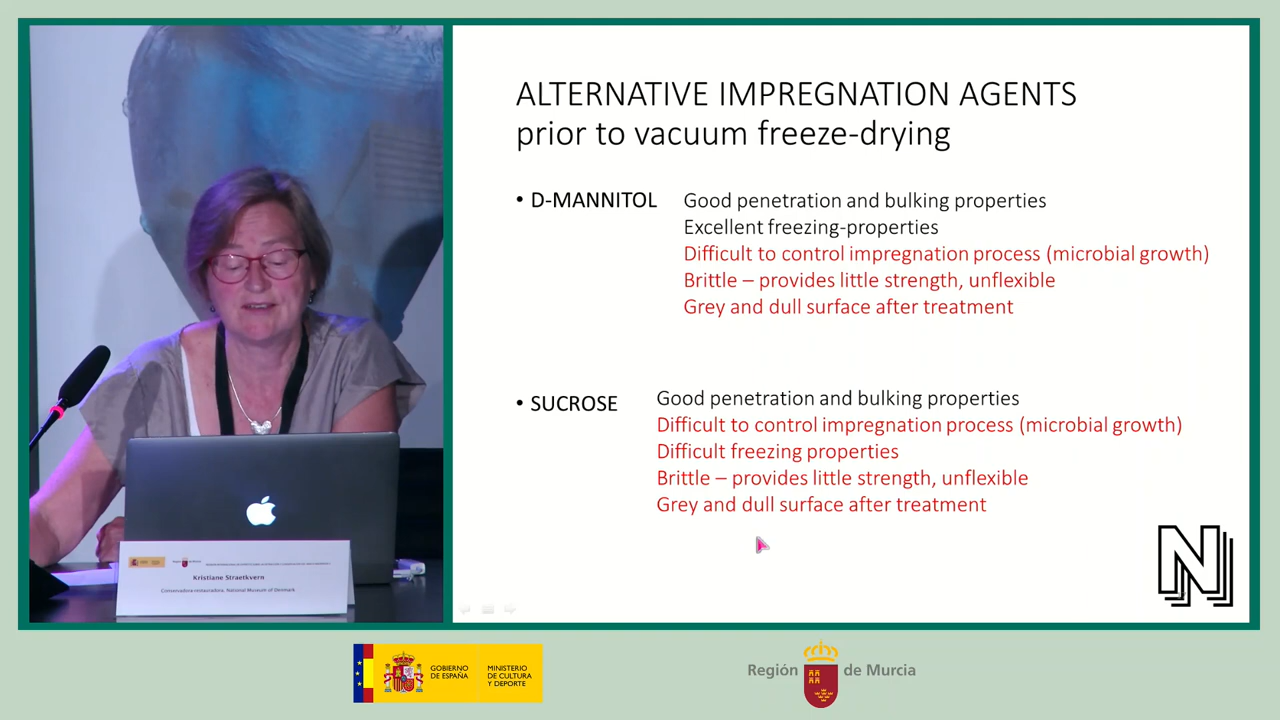 ALTERNATIVE IMPREGNATION AGENTS
prior to vacuum freeze-drying
• D-MANNITOL
Good penetration and bulking properties
Excellent freezing-properties
Difficult to control impregnation process (microbial growth)
Brittle – provides little strength, unflexible
Grey and dull surface after treatment
• SUCROSE
Good penetration and bulking properties
Difficult to control impregnation process (microbial growth)
Difficult freezing properties
Brittle – provides little strength, unflexible
Grey and dull surface after treatment
N
Kristiane Straetkvern
Conservadora-restauradora. National Museum of Denmark
GOBIERNO
DE ESPAÑA
MINISTERIO
DE CULTURA
Y DEPORTE
Región de Murcia